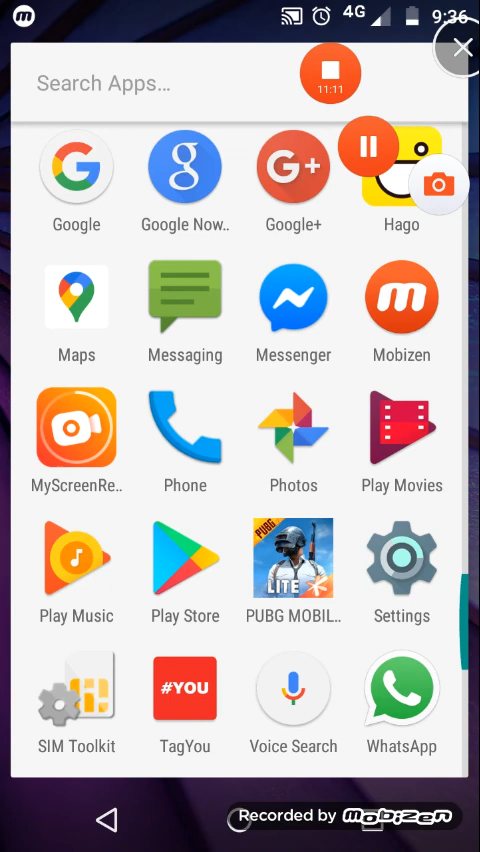 4G 9:36
Search Apps...
11:11
G
g
G+
Google Google Now.. Google+ Hago
Maps Messaging Messenger Mobizen
MyScreenRe.. Phone Photos Play Movies
PUBG
LITE
Play Music Play Store PUBG MOBIL.. Settings
#YOU
SIM Toolkit TagYou Voice Search WhatsApp
Recorded by mobizen